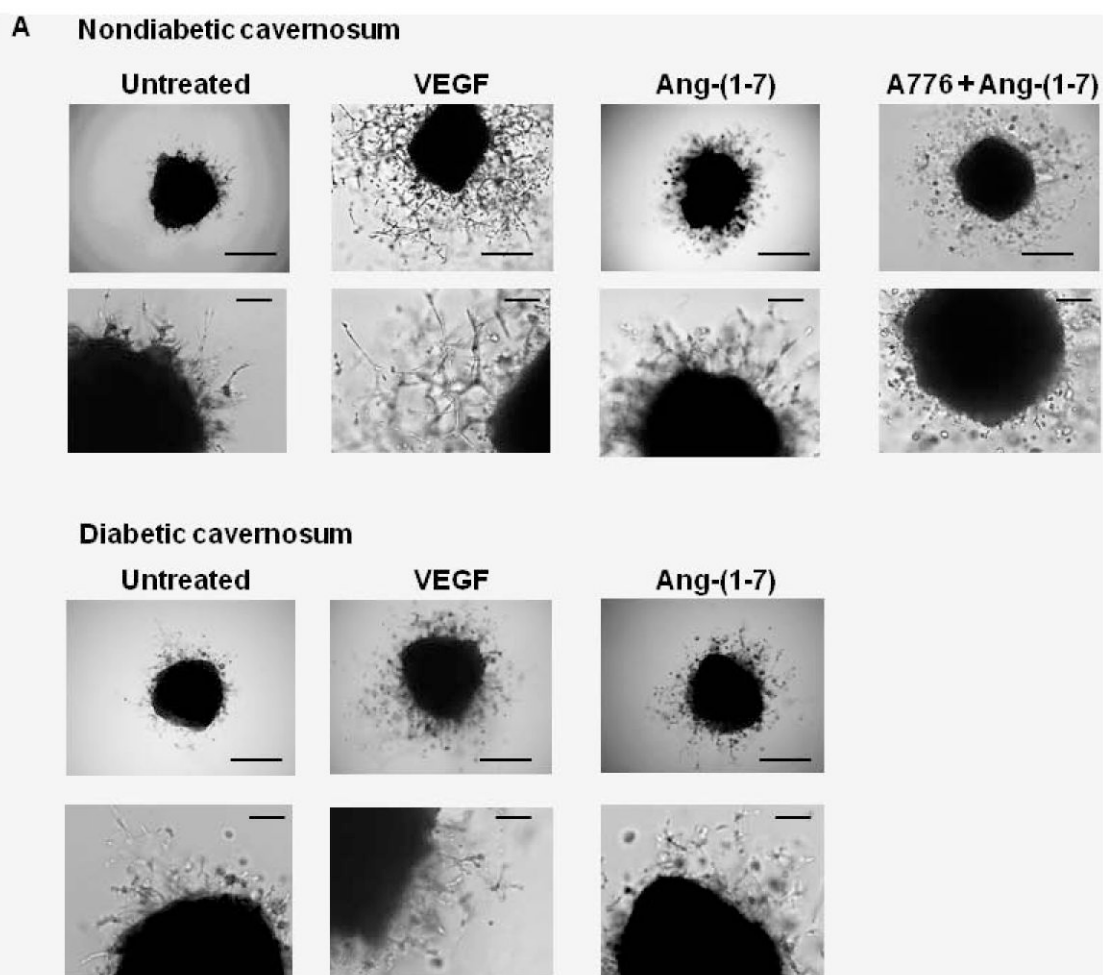 A Nondiabetic cavernosum
Untreated VEGF Ang-(1-7) A776 + Ang-(1-7)
Diabetic cavernosum
Untreated VEGF Ang-(1-7)